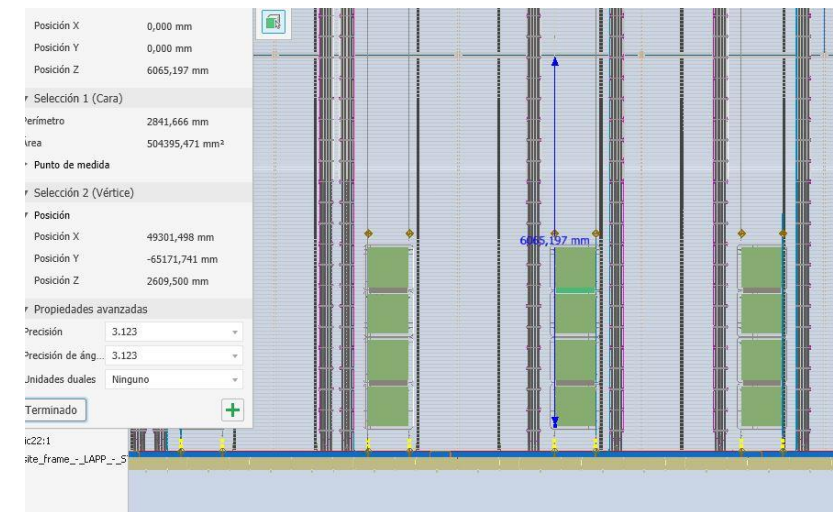 Posición X 0,000 mm
Posición Y 0,000 mm
Posición Z 6065,197 mm
Selección 1 (Cara)
Perímetro 2841,666 mm
Área 504395,471 mm²
Punto de medida
Selección 2 (Vértice)
Posición
Posición X 49301,498 mm
Posición Y -65171,741 mm
Posición Z 2609,500 mm
Propiedades avanzadas
Precisión 3.123
Precisión de áng... 3.123
Unidades duales Ninguno
Terminado
6065,197 mm
ic22:1
site_frame_-_LAPP_-_S